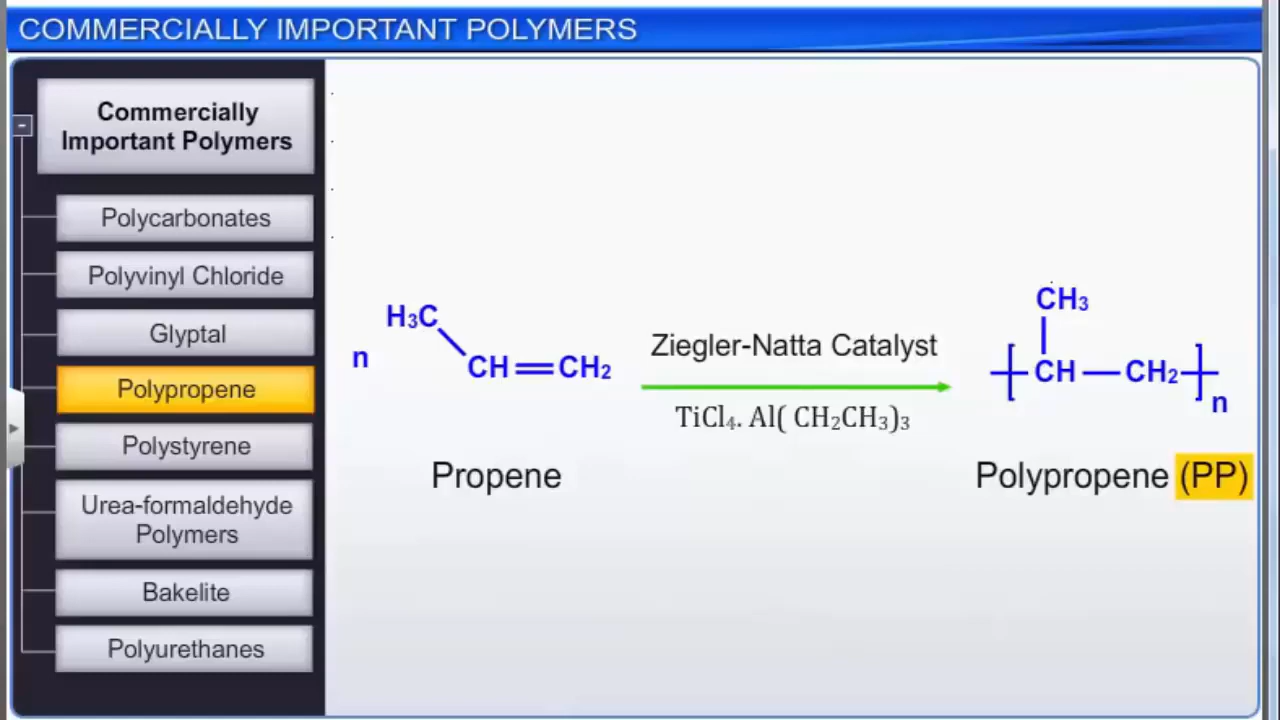 COMMERCIALLY IMPORTANT POLYMERS
Commercially
Important Polymers
Polycarbonates
Polyvinyl Chloride
Glyptal
Polypropene
Polystyrene
Urea-formaldehyde
Polymers
Bakelite
Polyurethanes
H₃C
n CH=CH₂
Propene
Ziegler-Natta Catalyst
TiCl₄. Al( CH₂CH₃)₃
CH₃
[CH—CH₂]n
Polypropene (PP)